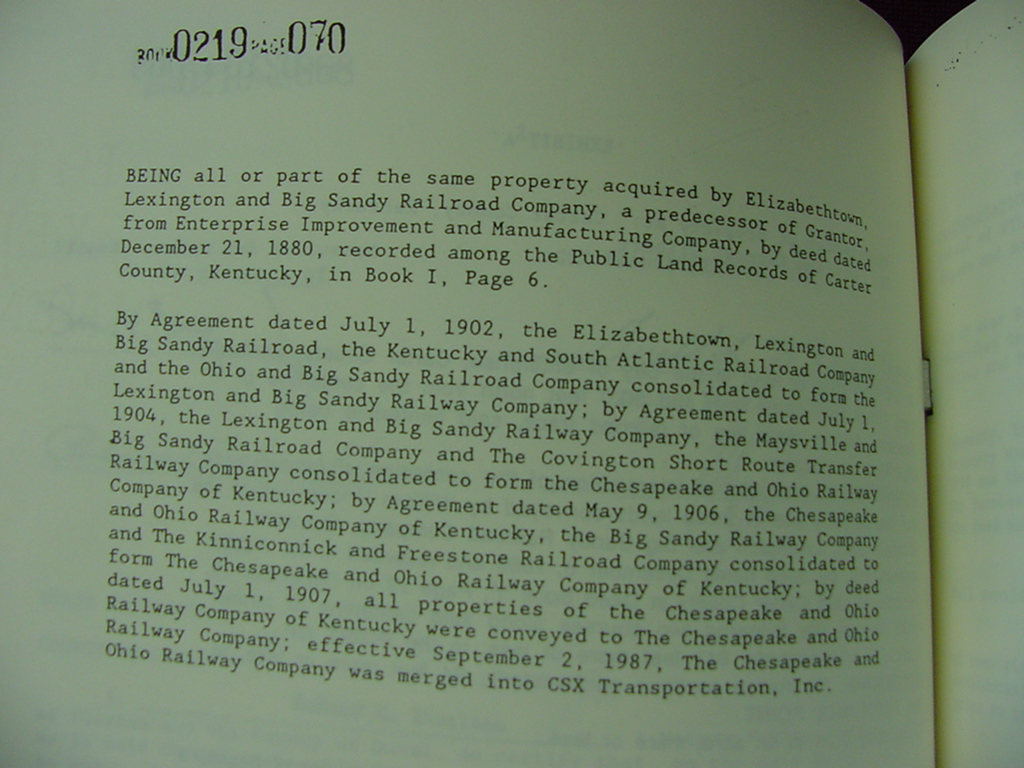 BOOK 0219 PAGE 070
BEING all or part of the same property acquired by Elizabethtown,
Lexington and Big Sandy Railroad Company, a predecessor of Grantor,
from Enterprise Improvement and Manufacturing Company, by deed dated
December 21, 1880, recorded among the Public Land Records of Carter
County, Kentucky, in Book I, Page 6.
By Agreement dated July 1, 1902, the Elizabethtown, Lexington and
Big Sandy Railroad, the Kentucky and South Atlantic Railroad Company
and the Ohio and Big Sandy Railroad Company consolidated to form the
Lexington and Big Sandy Railway Company; by Agreement dated July 1,
1904, the Lexington and Big Sandy Railway Company, the Maysville and
Big Sandy Railroad Company and The Covington Short Route Transfer
Railway Company consolidated to form the Chesapeake and Ohio Railway
Company of Kentucky; by Agreement dated May 9, 1906, the Chesapeake
and Ohio Railway Company of Kentucky, the Big Sandy Railway Company
and The Kinniconnick and Freestone Railroad Company consolidated to
form The Chesapeake and Ohio Railway Company of Kentucky; by deed
dated July 1, 1907, all properties of the Chesapeake and Ohio
Railway Company of Kentucky were conveyed to The Chesapeake and Ohio
Railway Company; effective September 2, 1987, The Chesapeake and
Ohio Railway Company was merged into CSX Transportation, Inc.